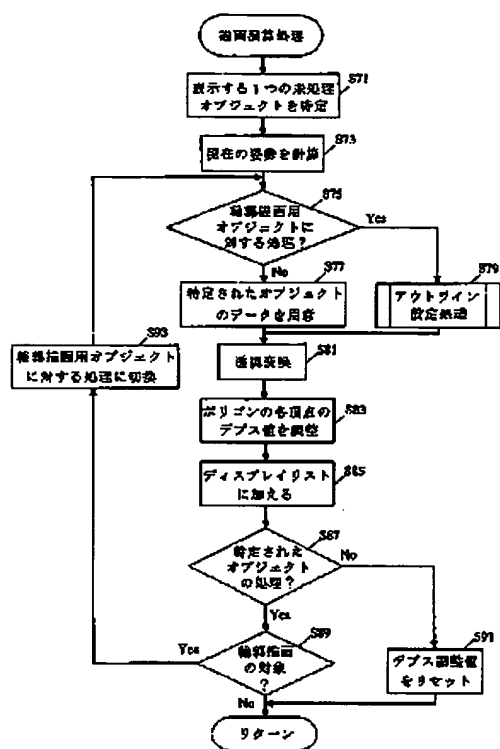 描画演算処理
S71
表示する1つの未処理
オブジェクトを特定
S73
現在の姿勢を計算
S75
輪郭描画用
オブジェクトに
対する処理?
Yes
No
S77
S79
特定されたオブジェクト
のデータを用意
アウトライン
設定処理
S93
輪郭描画用オブジェクト
に対する処理に切換
S81
透視変換
S83
ポリゴンの各頂点の
デプス値を調整
S85
ディスプレイリスト
に加える
S87
特定された
オブジェクト
の処理?
No
Yes
S89
Yes
輪郭描画
の対象
?
S91
デプス調整値
をリセット
No
リターン